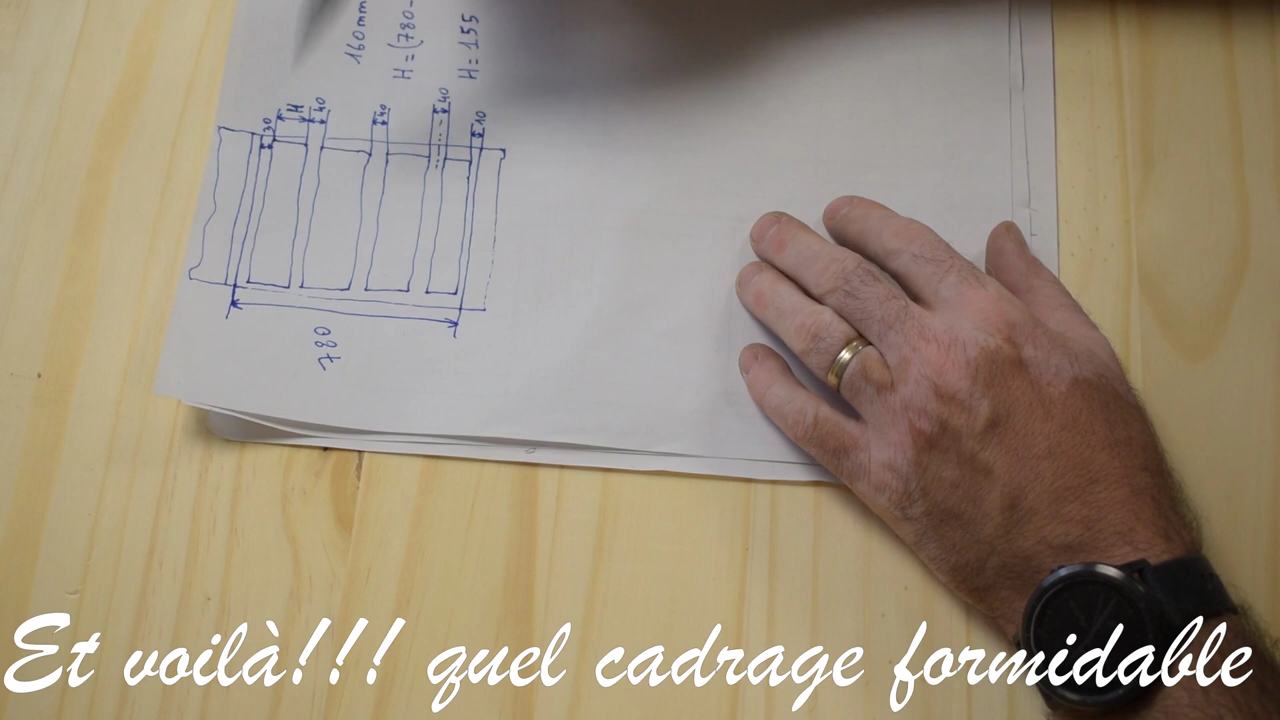 160mm
H = (780-
H = 155
30
H
40
40
40
10
780
Et voilà!!! quel cadrage formidable